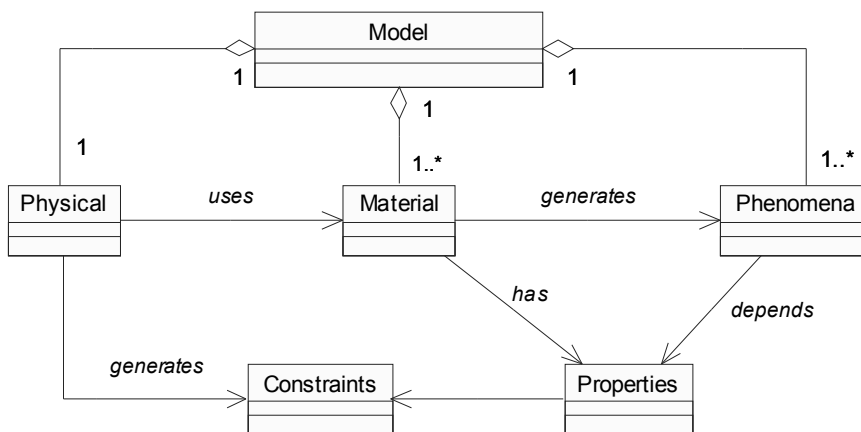 Model
1
1
1
1
1..*
1..*
Physical
uses
Material
generates
Phenomena
has
depends
generates
Constraints
Properties